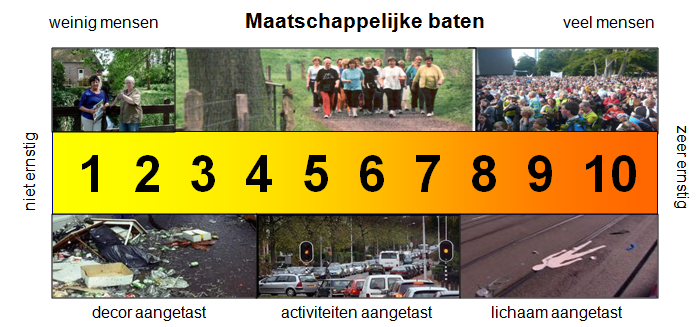 weinig mensen
Maatschappelijke baten
veel mensen
niet ernstig
1 2 3 4 5 6 7 8 9 10
zeer ernstig
decor aangetast
activiteiten aangetast
lichaam aangetast